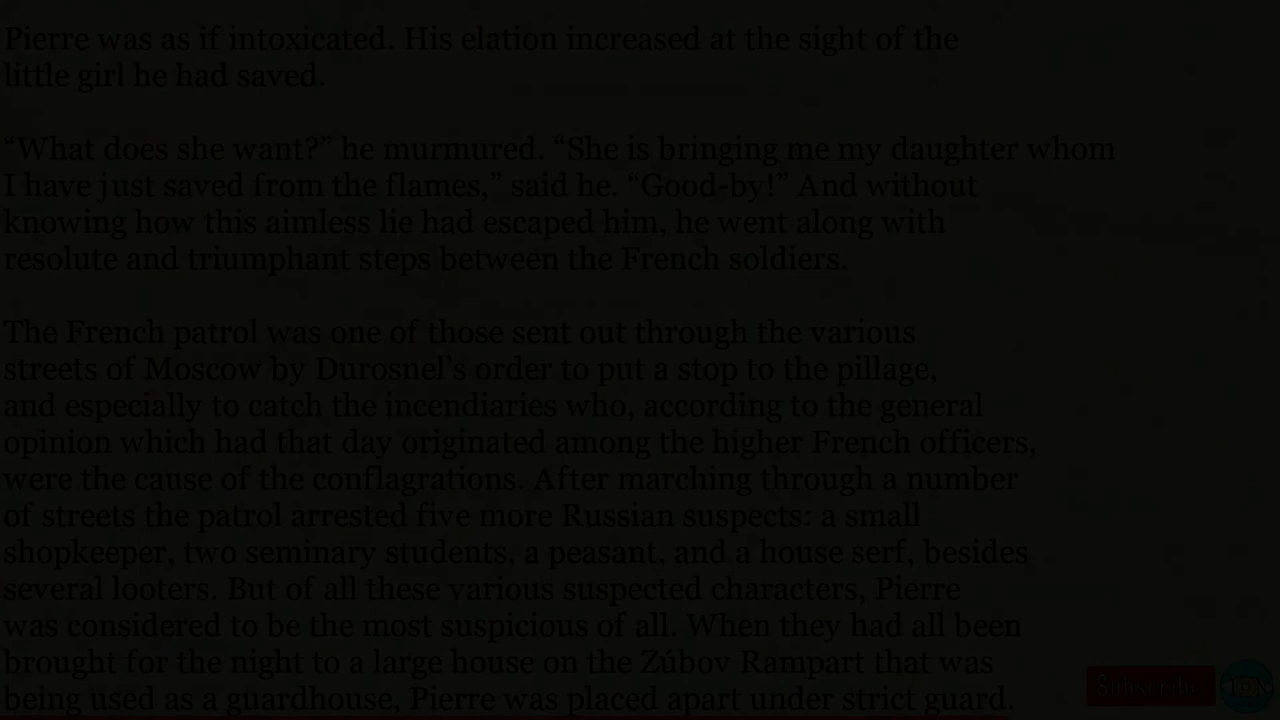 Pierre was as if intoxicated. His elation increased at the sight of the
little girl he had saved.
“What does she want?” he murmured. “She is bringing me my daughter whom
I have just saved from the flames,” said he. “Good-by!” And without
knowing how this aimless lie had escaped him, he went along with
resolute and triumphant steps between the French soldiers.
The French patrol was one of those sent out through the various
streets of Moscow by Durosnel’s order to put a stop to the pillage,
and especially to catch the incendiaries who, according to the general
opinion which had that day originated among the higher French officers,
were the cause of the conflagrations. After marching through a number
of streets the patrol arrested five more Russian suspects: a small
shopkeeper, two seminary students, a peasant, and a house serf, besides
several looters. But of all these various suspected characters, Pierre
was considered to be the most suspicious of all. When they had all been
brought for the night to a large house on the Zúbov Rampart that was
being used as a guardhouse, Pierre was placed apart under strict guard.
Subscribe